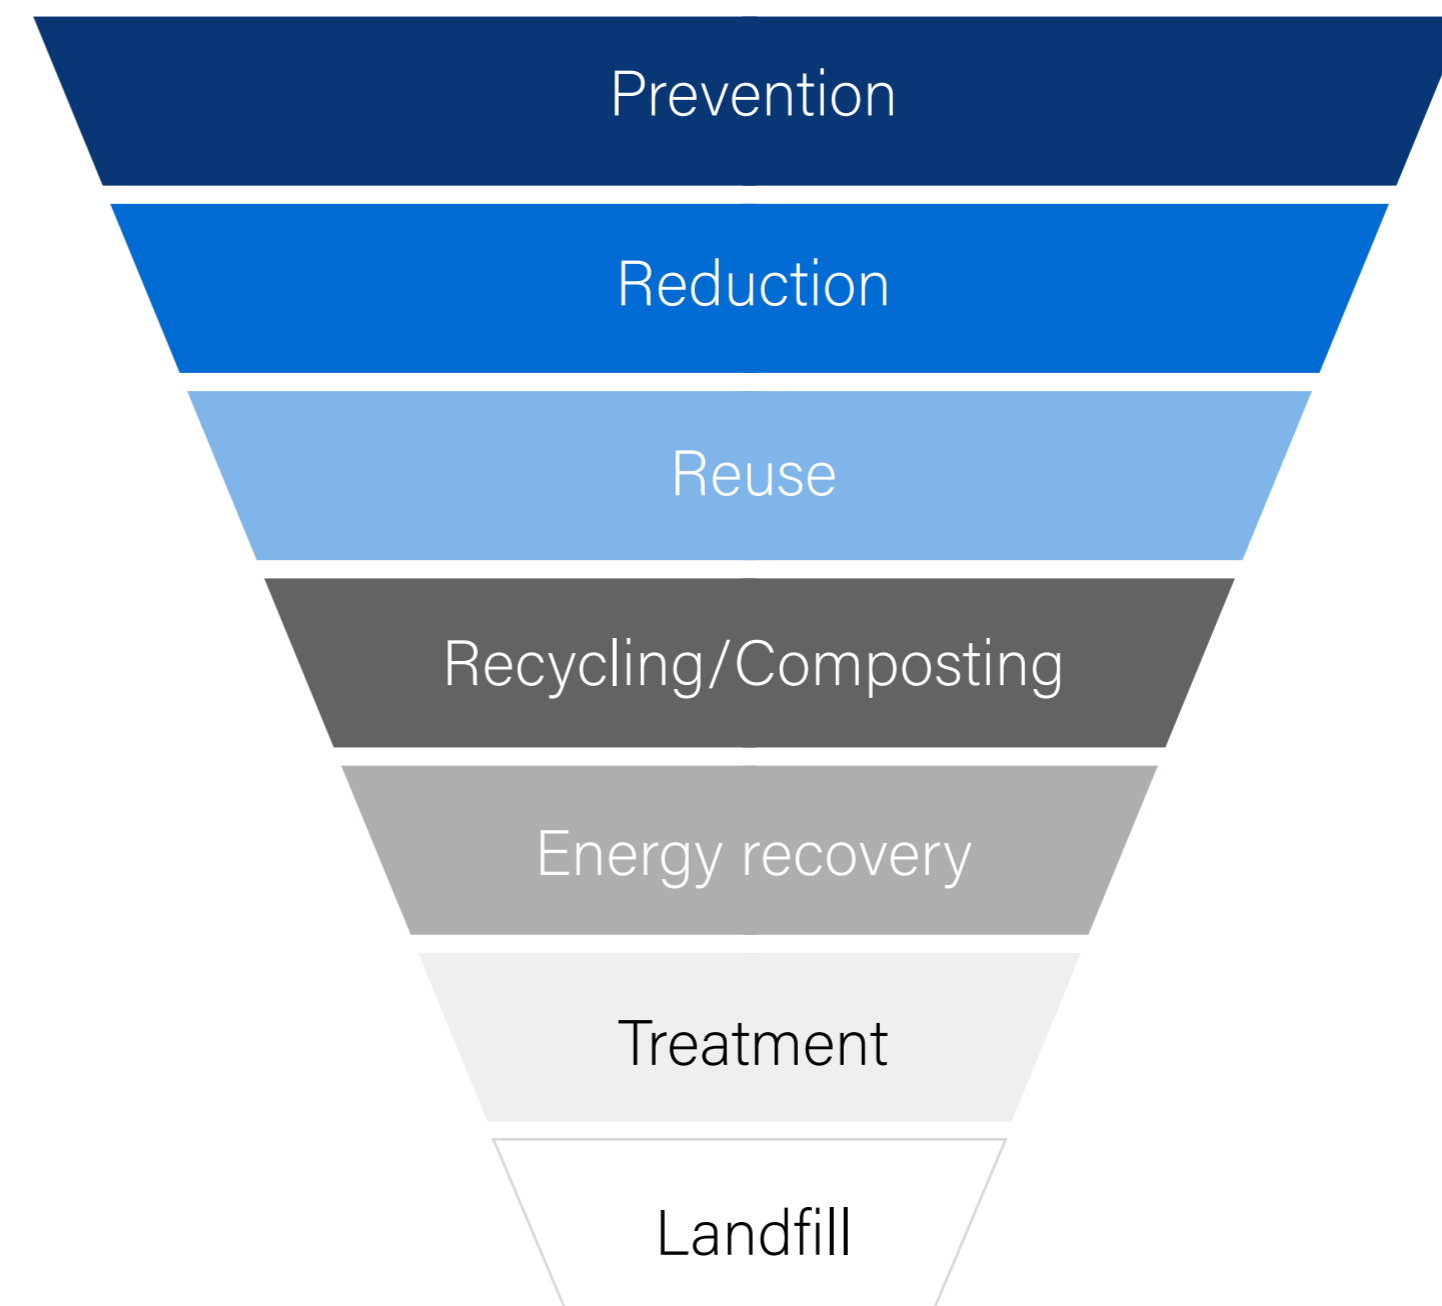 Prevention
Reduction
Reuse
Recycling/Composting
Energy recovery
Treatment
Landfill